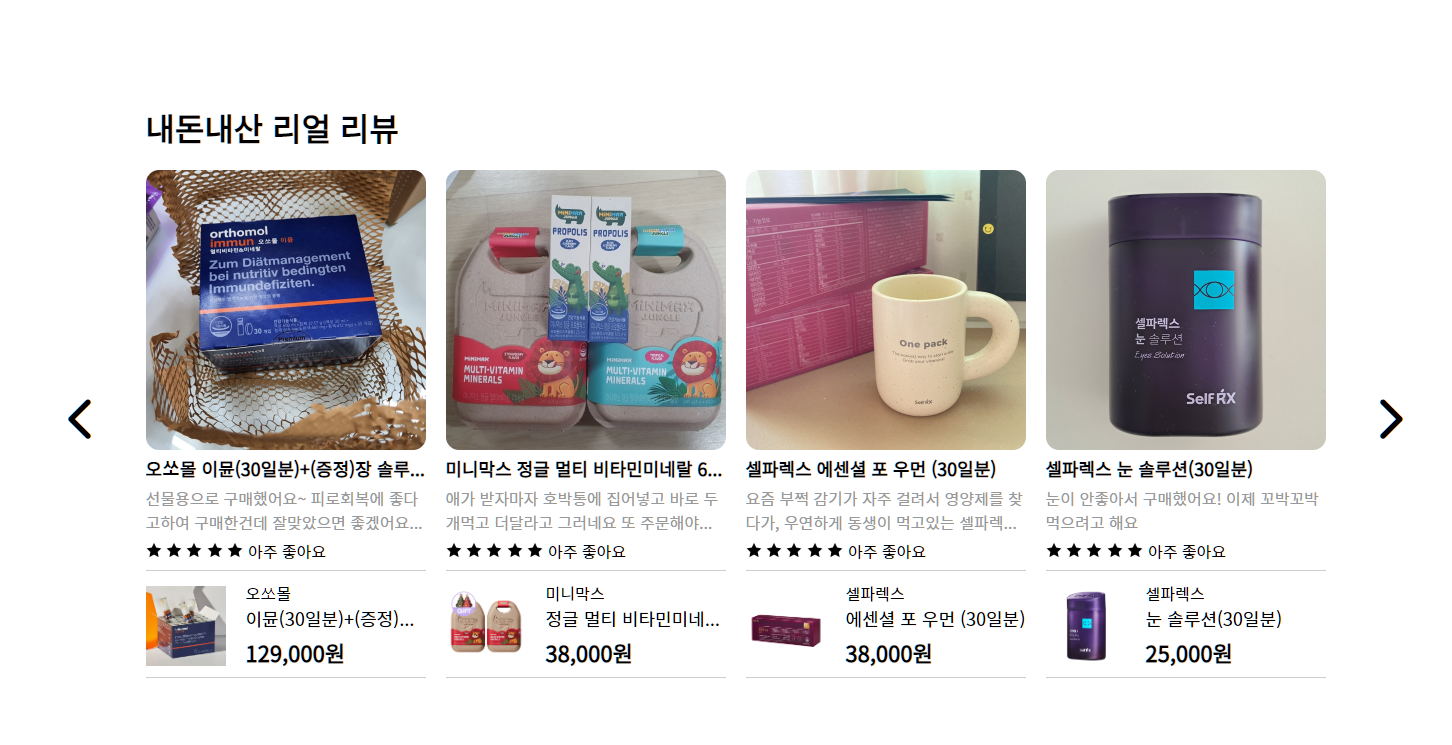 내돈내산 리얼 리뷰
orthomol
immun 오쏘몰 이뮨
멀티비타민&미네랄
Zum Diätmanagement
bei nutritiv bedingten
Immundefiziten.
30
orthomol
MINIMAX
JUNGLE
PROPOLIS
MINIMAX
JUNGLE
PROPOLIS
MINIMAX
JUNGLE
MINIMAX
JUNGLE
MINIMAX
MULTI-VITAMIN
MINERALS
MINIMAX
MULTI-VITAMIN
MINERALS
One pack
SelfRX
셀파렉스
눈 솔루션
Eyes Solution
SelfRX
오쏘몰 이뮨(30일분)+(증정)장 솔루...
선물용으로 구매했어요~ 피로회복에 좋다
고하여 구매한건데 잘맞았으면 좋겠어요...
아주 좋아요
오쏘몰
이뮨(30일분)+(증정)...
129,000원
미니막스 정글 멀티 비타민미네랄 6...
애가 받자마자 호박통에 집어넣고 바로 두
개먹고 더달라고 그러네요 또 주문해야...
아주 좋아요
미니막스
정글 멀티 비타민미네...
38,000원
셀파렉스 에센셜 포 우먼 (30일분)
요즘 부쩍 감기가 자주 걸려서 영양제를 찾
다가, 우연하게 동생이 먹고있는 셀파렉...
아주 좋아요
셀파렉스
에센셜 포 우먼 (30일분)
38,000원
셀파렉스 눈 솔루션(30일분)
눈이 안좋아서 구매했어요! 이제 꼬박꼬박
먹으려고 해요
아주 좋아요
셀파렉스
눈 솔루션(30일분)
25,000원